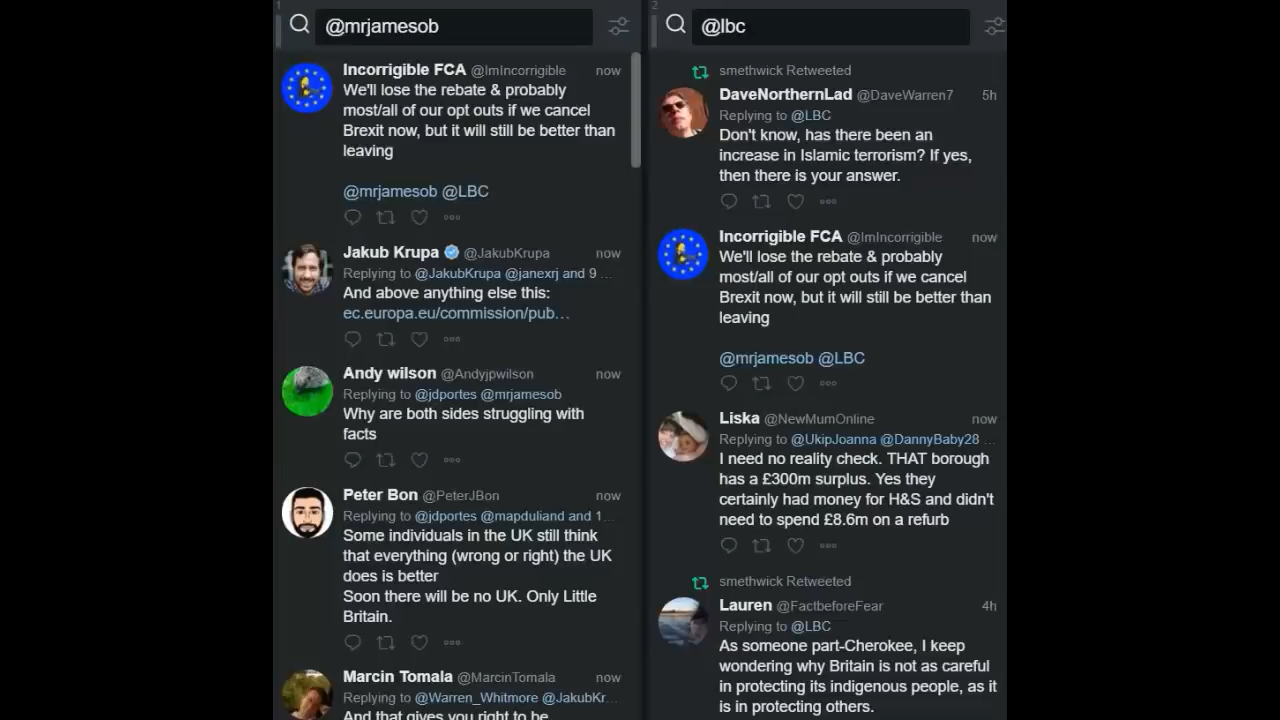 1
@mrjamesob
Incorrigible FCA @ImIncorrigible now
We'll lose the rebate & probably
most/all of our opt outs if we cancel
Brexit now, but it will still be better than
leaving
@mrjamesob @LBC
Jakub Krupa @JakubKrupa now
Replying to @JakubKrupa @janexrj and 9 ...
And above anything else this:
ec.europa.eu/commission/pub…
Andy wilson @Andyjpwilson now
Replying to @jdportes @mrjamesob
Why are both sides struggling with
facts
Peter Bon @PeterJBon now
Replying to @jdportes @mapduliand and 1...
Some individuals in the UK still think
that everything (wrong or right) the UK
does is better
Soon there will be no UK. Only Little
Britain.
Marcin Tomala @MarcinTomala now
Replying to @Warren_Whitmore @JakubKr...
And that gives you right to be
2
@lbc
smethwick Retweeted
DaveNorthernLad @DaveWarren7 5h
Replying to @LBC
Don't know, has there been an
increase in Islamic terrorism? If yes,
then there is your answer.
Incorrigible FCA @ImIncorrigible now
We'll lose the rebate & probably
most/all of our opt outs if we cancel
Brexit now, but it will still be better than
leaving
@mrjamesob @LBC
Liska @NewMumOnline now
Replying to @UkipJoanna @DannyBaby28 ...
I need no reality check. THAT borough
has a £300m surplus. Yes they
certainly had money for H&S and didn't
need to spend £8.6m on a refurb
smethwick Retweeted
Lauren @FactbeforeFear 4h
Replying to @LBC
As someone part-Cherokee, I keep
wondering why Britain is not as careful
in protecting its indigenous people, as it
is in protecting others.